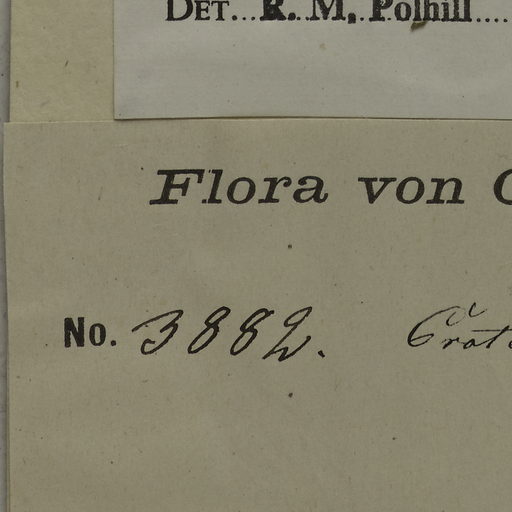 DET... R. M. Polhill....
Flora von
No. 3882.